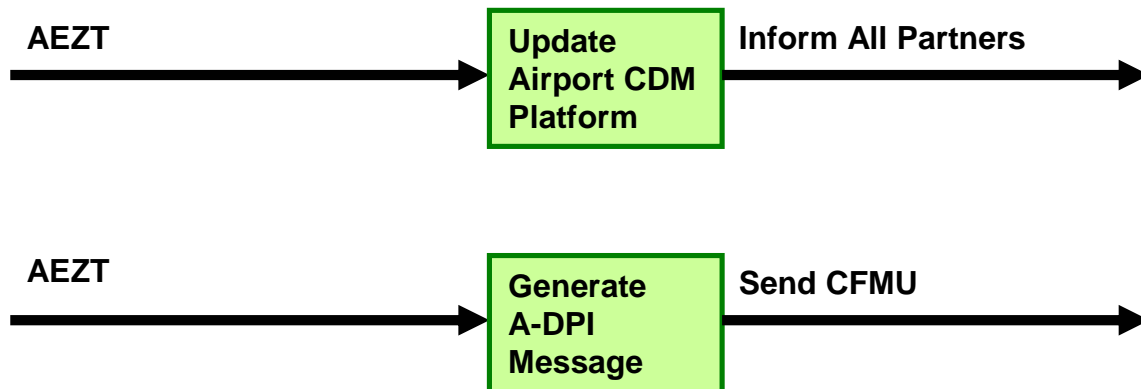 AEZT
Update
Airport CDM
Platform
Inform All Partners
AEZT
Generate
A-DPI
Message
Send CFMU